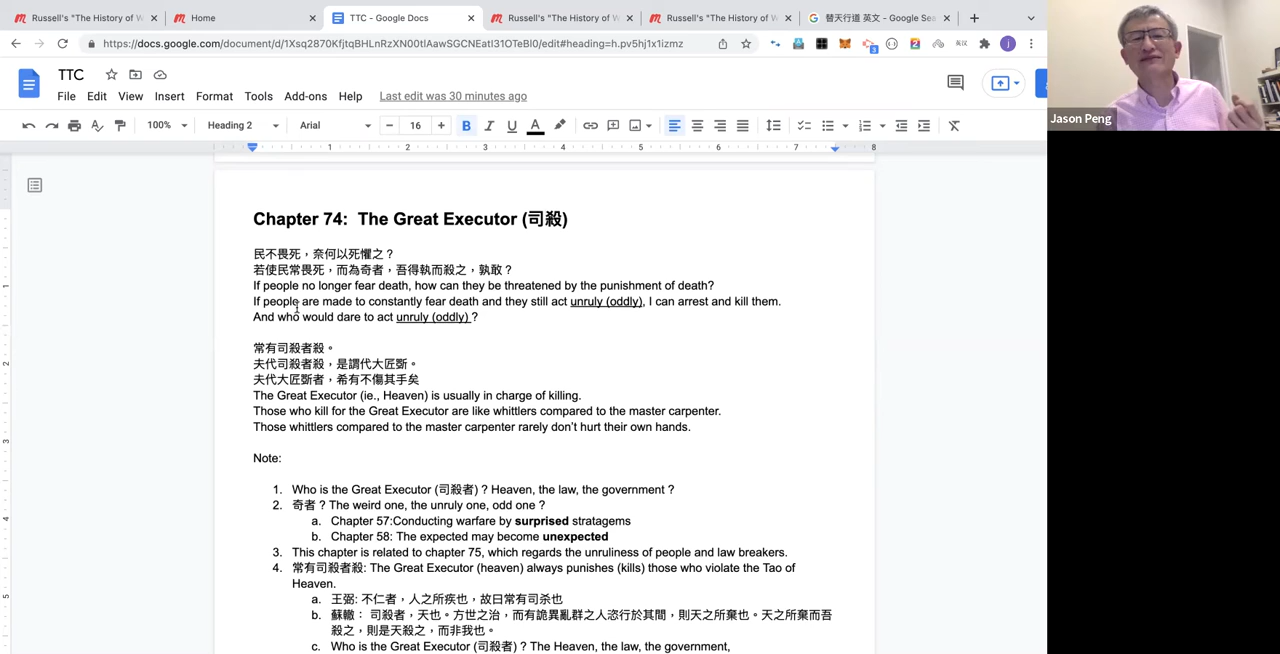 Russell's "The History of W
Home
TTC - Google Docs
Russell's "The History of W
Russell's "The History of W
替天行道 英文 - Google Sea
https://docs.google.com/document/d/1Xsq2870KfjtqBHLnRzXN00tlAawSGCNEatI31OTeBl0/edit#heading=h.pv5hj1x1izmz
TTC
File Edit View Insert Format Tools Add-ons Help Last edit was 30 minutes ago
100% Heading 2 Arial 16
1 2 3 4 5 6 7 8
Jason Peng
Chapter 74: The Great Executor (司殺)
民不畏死，奈何以死懼之？
若使民常畏死，而為奇者，吾得執而殺之，孰敢？
If people no longer fear death, how can they be threatened by the punishment of death?
If people are made to constantly fear death and they still act unruly (oddly), I can arrest and kill them.
And who would dare to act unruly (oddly) ?
常有司殺者殺。
夫代司殺者殺，是謂代大匠斲。
夫代大匠斲者，希有不傷其手矣
The Great Executor (ie., Heaven) is usually in charge of killing.
Those who kill for the Great Executor are like whittlers compared to the master carpenter.
Those whittlers compared to the master carpenter rarely don't hurt their own hands.
Note:
1. Who is the Great Executor (司殺者) ? Heaven, the law, the government ?
2. 奇者 ? The weird one, the unruly one, odd one ?
a. Chapter 57:Conducting warfare by surprised stratagems
b. Chapter 58: The expected may become unexpected
3. This chapter is related to chapter 75, which regards the unruliness of people and law breakers.
4. 常有司殺者殺: The Great Executor (heaven) always punishes (kills) those who violate the Tao of
Heaven.
a. 王弼: 不仁者，人之所疾也，故日常有司杀也
b. 蘇轍： 司殺者，天也。方世之治，而有詭異亂群之人恣行於其間，則天之所棄也。天之所棄而吾
殺之，則是天殺之，而非我也。
c. Who is the Great Executor (司殺者) ? The Heaven, the law, the government,